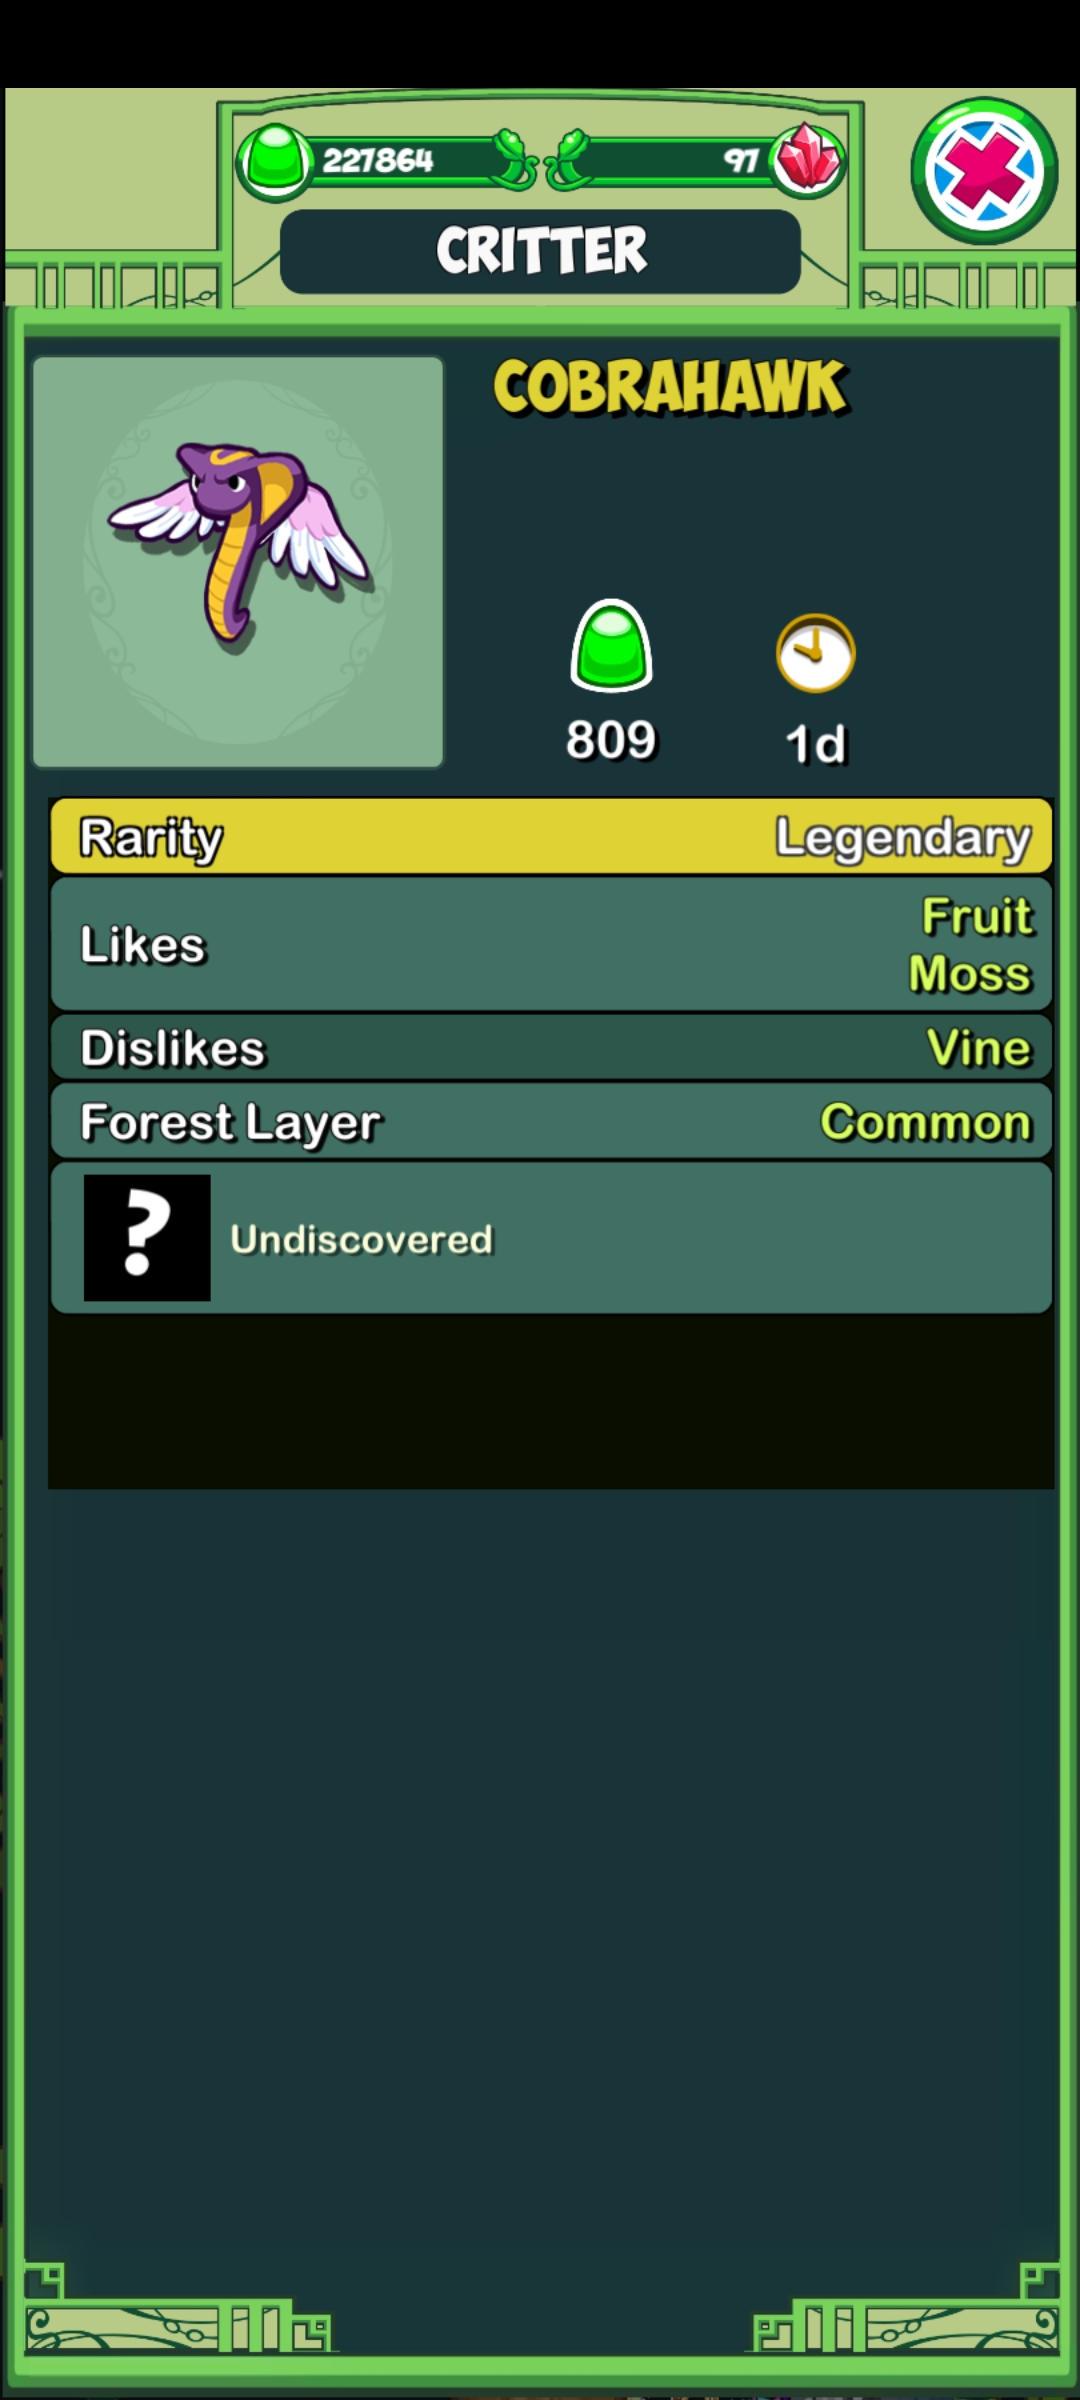 227864
97
CRITTER
COBRAHAWK
809
1d
Rarity Legendary
Likes Fruit
Moss
Dislikes Vine
Forest Layer Common
? Undiscovered